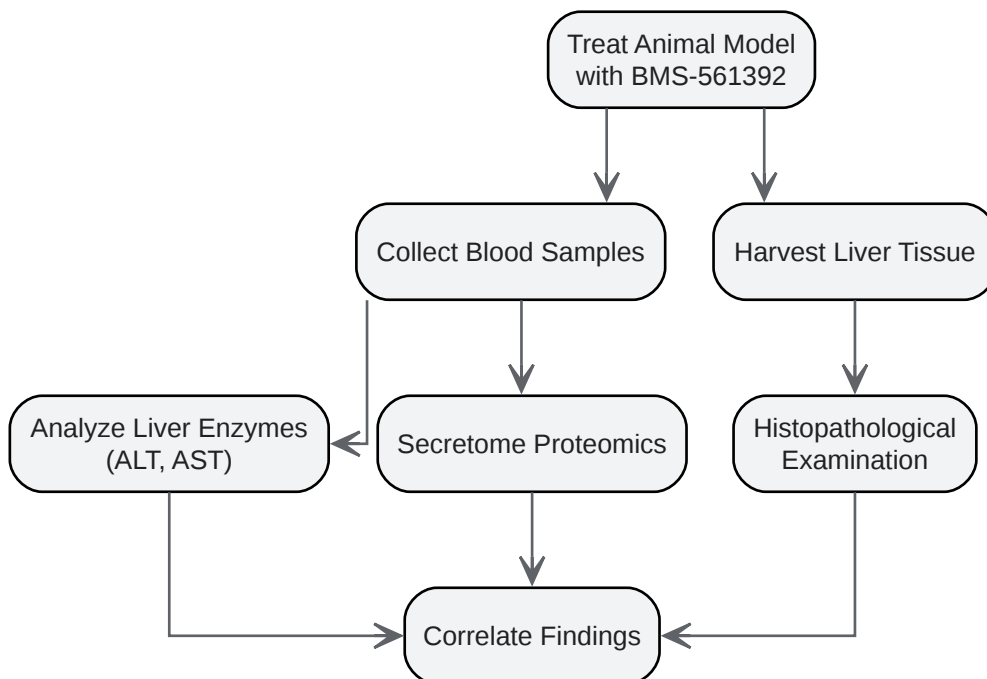 Treat Animal Model
with BMS-561392
Collect Blood Samples
Harvest Liver Tissue
Analyze Liver Enzymes
(ALT, AST)
Secretome Proteomics
Histopathological
Examination
Correlate Findings